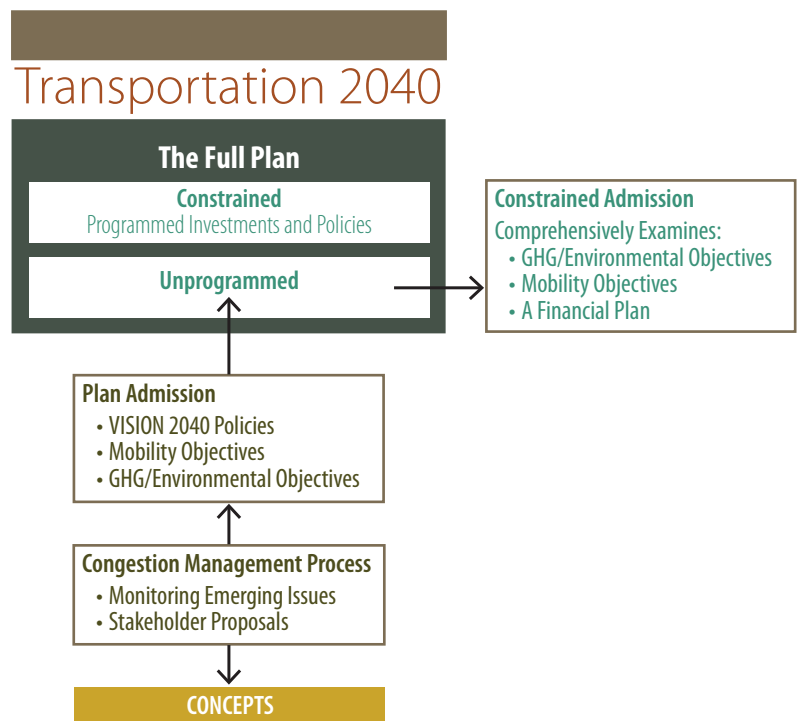 Transportation 2040
The Full Plan
Constrained
Programmed Investments and Policies
Unprogrammed
Constrained Admission
Comprehensively Examines:
• GHG/Environmental Objectives
• Mobility Objectives
• A Financial Plan
Plan Admission
• VISION 2040 Policies
• Mobility Objectives
• GHG/Environmental Objectives
Congestion Management Process
• Monitoring Emerging Issues
• Stakeholder Proposals
CONCEPTS